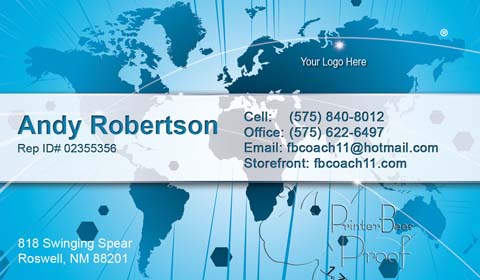 ®
Your Logo Here
Andy Robertson
Rep ID# 02355356
Cell: (575) 840-8012
Office: (575) 622-6497
Email: fbcoach11@hotmail.com
Storefront: fbcoach11.com
PrinterBees
Proof
818 Swinging Spear
Roswell, NM 88201